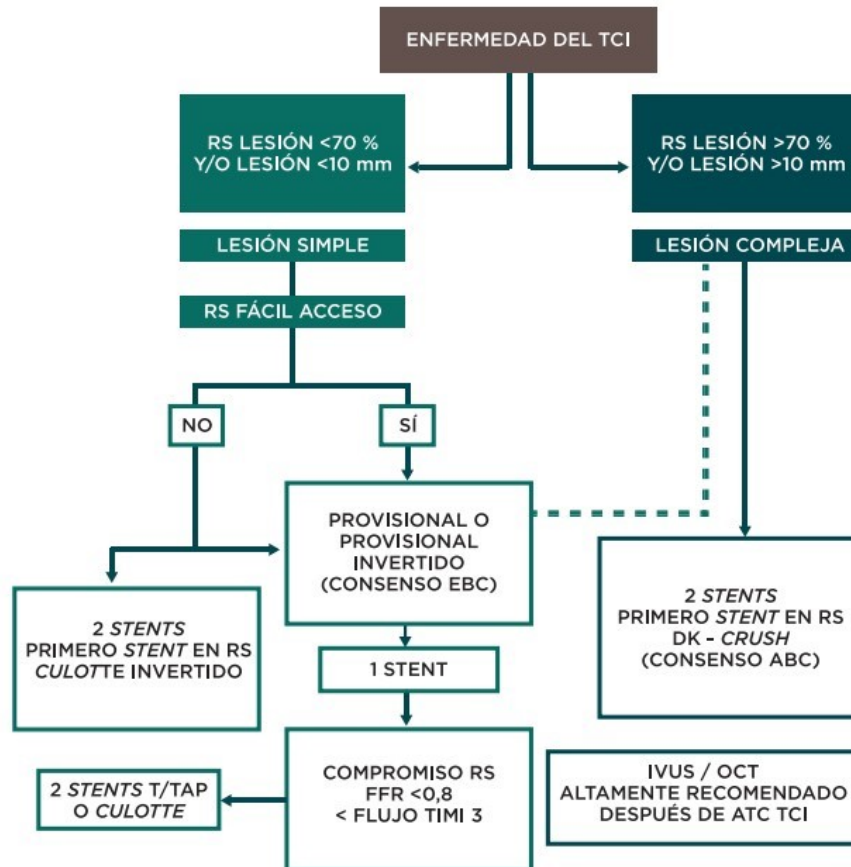 ENFERMEDAD DEL TCI
RS LESIÓN <70 %
Y/O LESIÓN <10 mm
RS LESIÓN >70 %
Y/O LESIÓN >10 mm
LESIÓN SIMPLE
LESIÓN COMPLEJA
RS FÁCIL ACCESO
NO
SÍ
PROVISIONAL O
PROVISIONAL
INVERTIDO
(CONSENSO EBC)
2 STENTS
PRIMERO STENT EN RS
CULOTTE INVERTIDO
2 STENTS
PRIMERO STENT EN RS
DK - CRUSH
(CONSENSO ABC)
1 STENT
COMPROMISO RS
FFR <0,8
< FLUJO TIMI 3
2 STENTS T/TAP
O CULOTTE
IVUS / OCT
ALTAMENTE RECOMENDADO
DESPUÉS DE ATC TCI